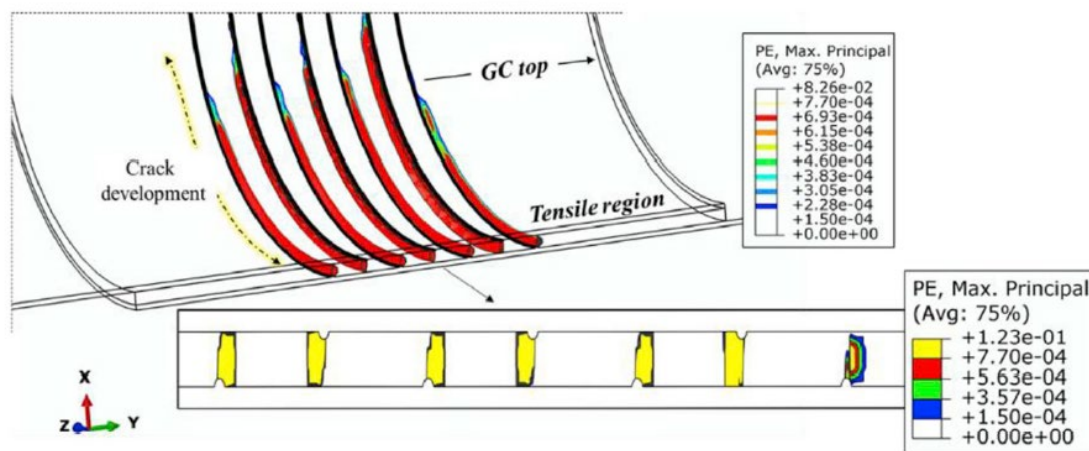 GC top
Crack
development
Tensile region
PE, Max. Principal
(Avg: 75%)
+8.26e-02
+7.70e-04
+6.93e-04
+6.15e-04
+5.38e-04
+4.60e-04
+3.83e-04
+3.05e-04
+2.28e-04
+1.50e-04
+0.00e+00
PE, Max. Principal
(Avg: 75%)
+1.23e-01
+7.70e-04
+5.63e-04
+3.57e-04
+1.50e-04
+0.00e+00
X
Z
Y